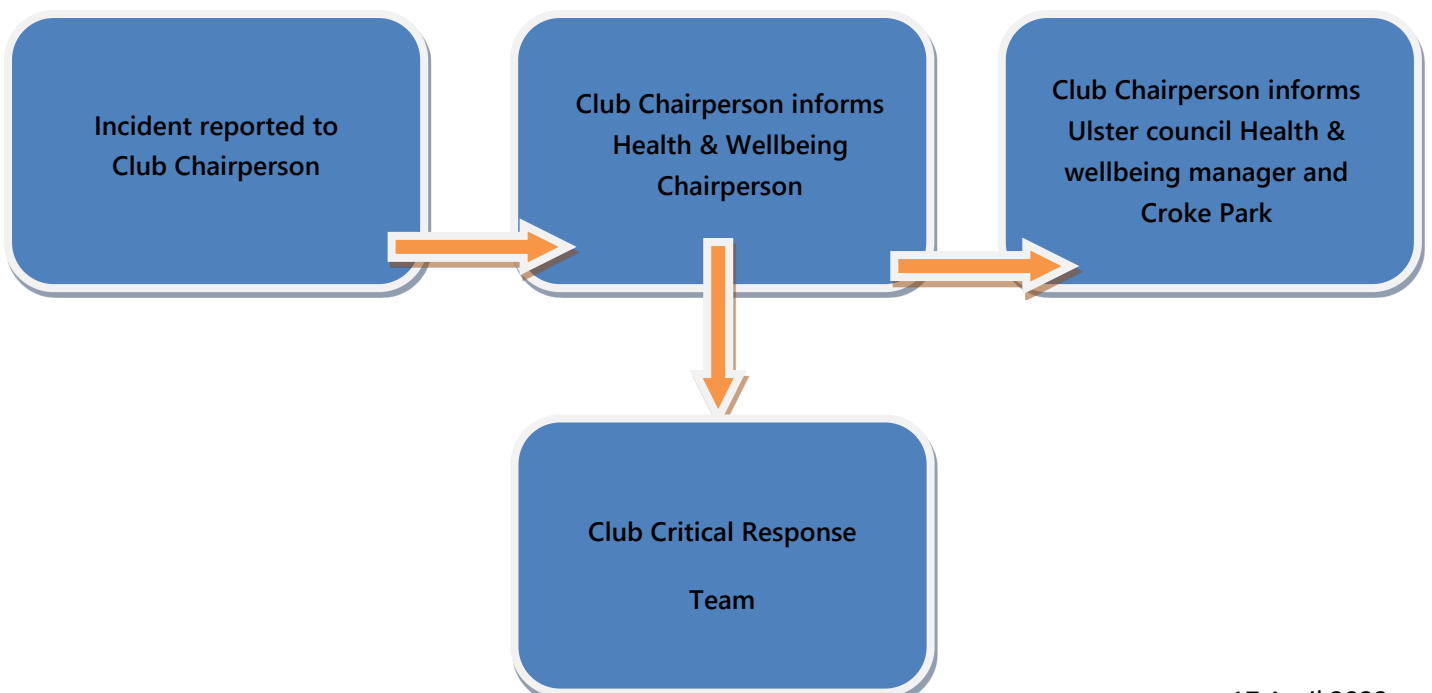 Incident reported to
Club Chairperson
Club Chairperson informs
Health & Wellbeing
Chairperson
Club Chairperson informs
Ulster council Health &
wellbeing manager and
Croke Park
Club Critical Response
Team